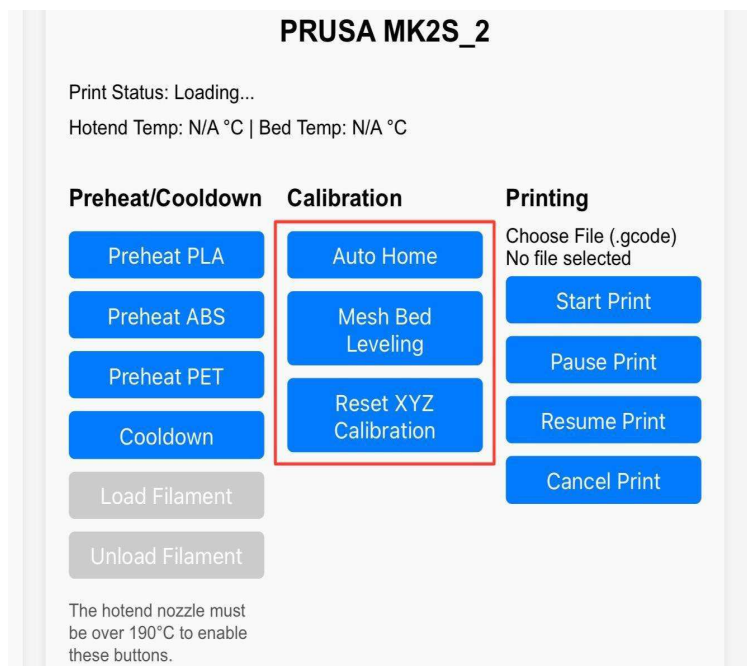 PRUSA MK2S_2
Print Status: Loading...
Hotend Temp: N/A °C | Bed Temp: N/A °C
Preheat/Cooldown
Preheat PLA
Preheat ABS
Preheat PET
Cooldown
Load Filament
Unload Filament
The hotend nozzle must
be over 190°C to enable
these buttons.
Calibration
Auto Home
Mesh Bed
Leveling
Reset XYZ
Calibration
Printing
Choose File (.gcode)
No file selected
Start Print
Pause Print
Resume Print
Cancel Print